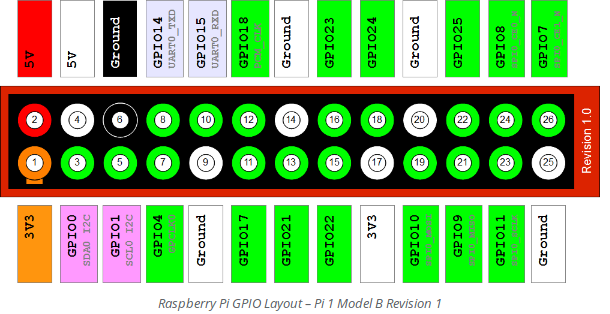 5V
5V
Ground
GPIO14
UART0_TXD
GPIO15
UART0_RXD
GPIO18
PCM_CLK
Ground
GPIO23
GPIO24
Ground
GPIO25
GPIO8
SPI0_CE0_N
GPIO7
SPI0_CE1_N
2 4 6 8 10 12 14 16 18 20 22 24 26
1 3 5 7 9 11 13 15 17 19 21 23 25
Revision 1.0
3V3
GPIO0
SDA0 I2C
GPIO1
SCL0 I2C
GPIO4
GPCLK0
Ground
GPIO17
GPIO21
GPIO22
3V3
GPIO10
SPI0_MOSI
GPIO9
SPI0_MISO
GPIO11
SPI0_SCLK
Ground
Raspberry Pi GPIO Layout – Pi 1 Model B Revision 1